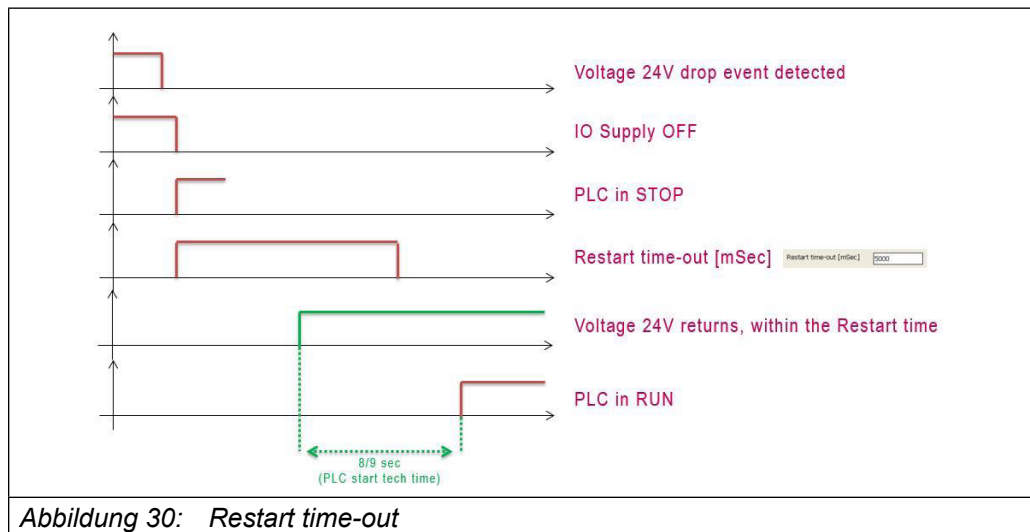 Voltage 24V drop event detected
IO Supply OFF
PLC in STOP
Restart time-out [mSec] Restart time-out [mSec] 5000
Voltage 24V returns, within the Restart time
PLC in RUN
8/9 sec
(PLC start tech time)
Abbildung 30: Restart time-out